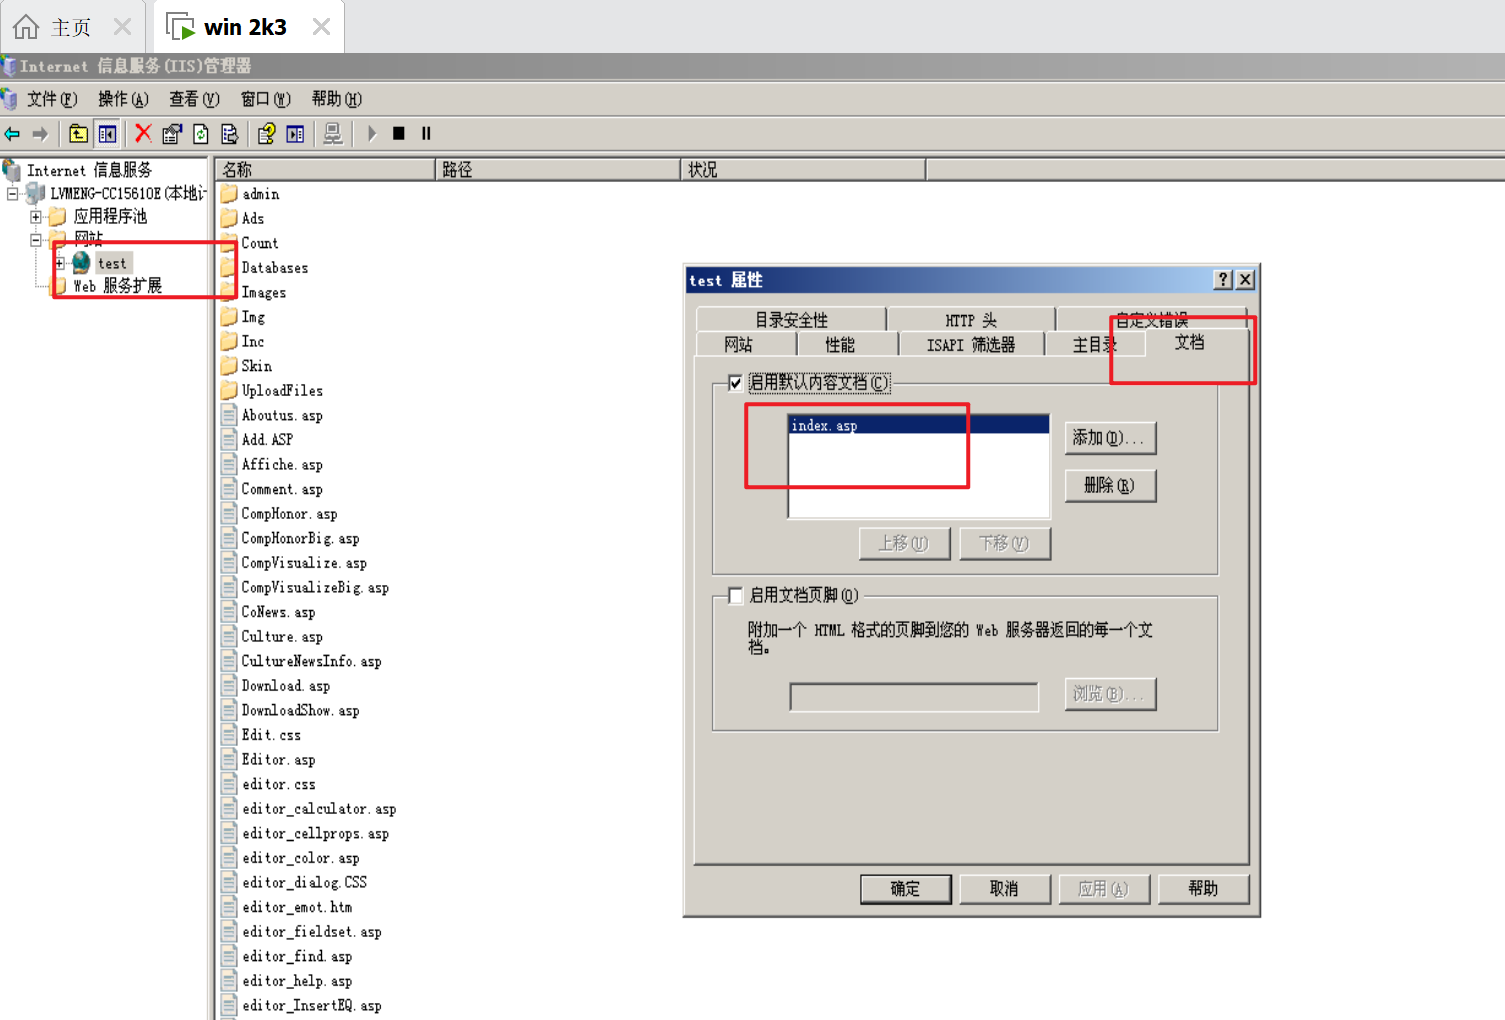 主页
win 2k3
Internet 信息服务(IIS)管理器
文件(F) 操作(A) 查看(V) 窗口(W) 帮助(H)
Internet 信息服务
LVMENG-CC15610E(本地计
应用程序池
网站
test
Web 服务扩展
名称 路径 状况
admin
Ads
Count
Databases
Images
Img
Inc
Skin
UploadFiles
Aboutus.asp
Add.ASP
Affiche.asp
Comment.asp
CompHonor.asp
CompHonorBig.asp
CompVisualize.asp
CompVisualizeBig.asp
CoNews.asp
Culture.asp
CultureNewsInfo.asp
Download.asp
DownloadShow.asp
Edit.css
Editor.asp
editor.css
editor_calculator.asp
editor_cellprops.asp
editor_color.asp
editor_dialog.CSS
editor_emot.htm
editor_fieldset.asp
editor_find.asp
editor_help.asp
editor_InsertEQ.asp
test 属性
目录安全性 HTTP 头 自定义错误
网站 性能 ISAPI 筛选器 主目录 文档
启用默认内容文档(C)
index.asp
添加(D)...
删除(R)
上移(U) 下移(V)
启用文档页脚(O)
附加一个 HTML 格式的页脚到您的 Web 服务器返回的每一个文
档。
浏览(B)...
确定 取消 应用(A) 帮助